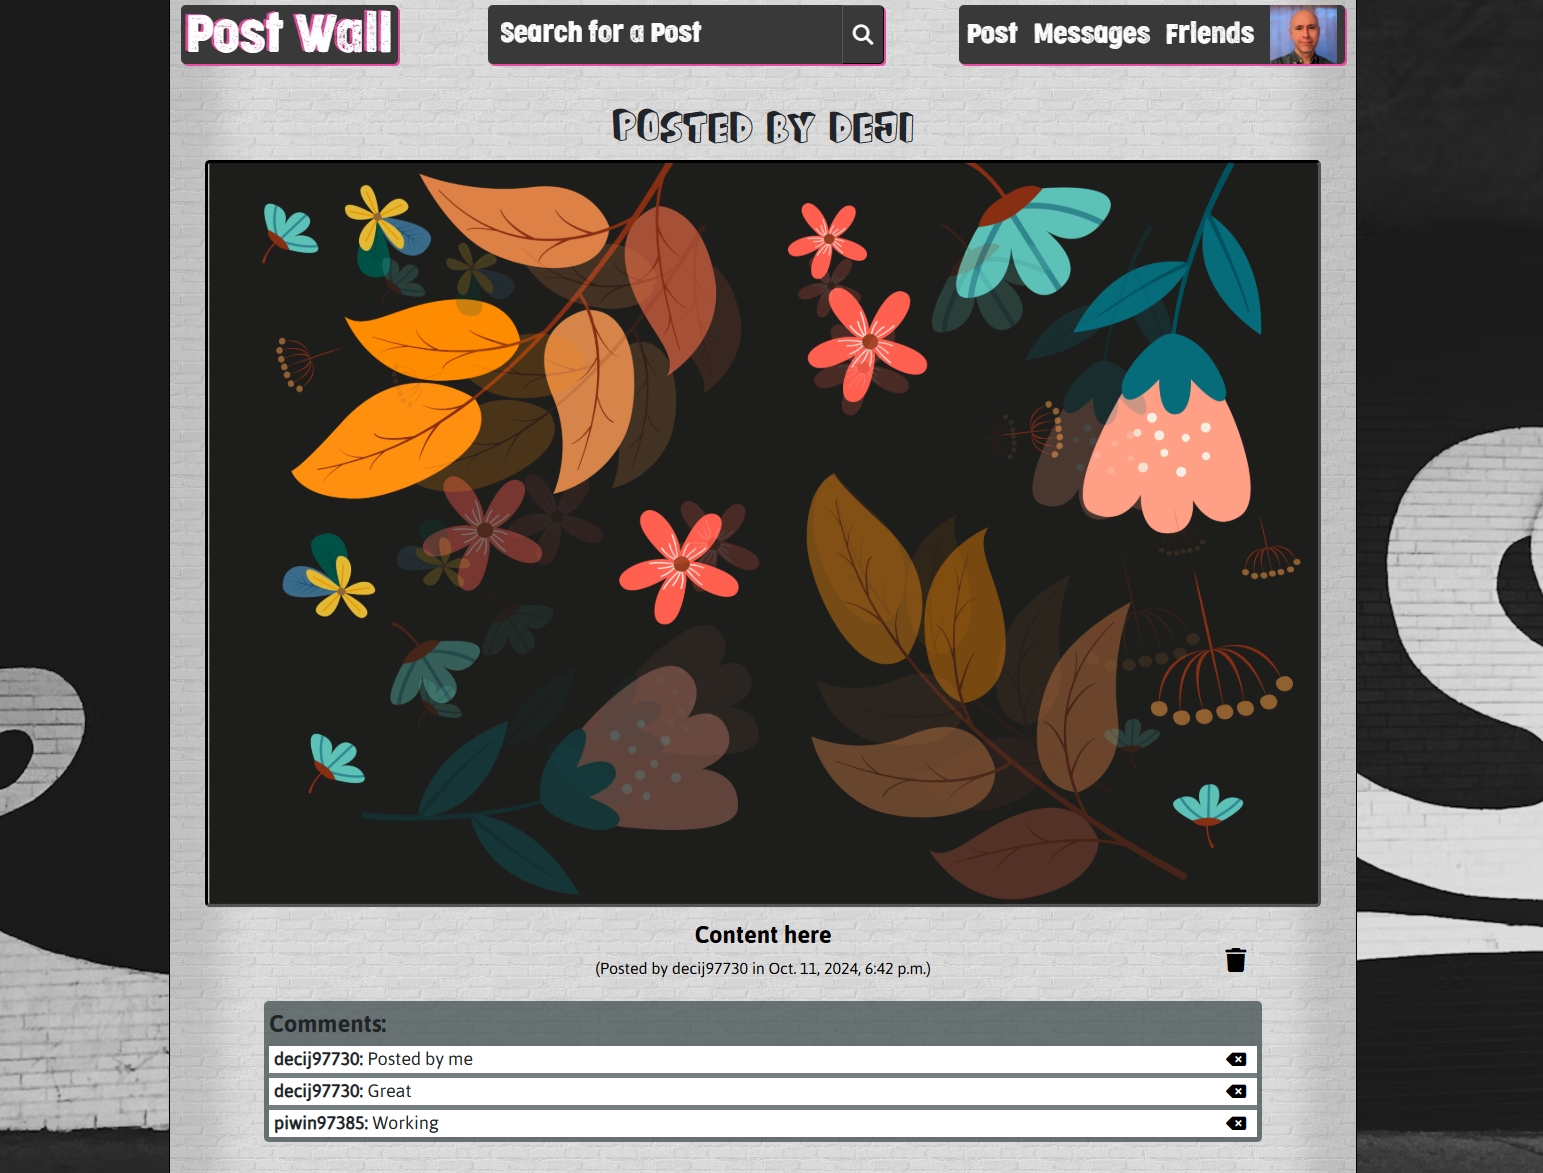 Post Wall
Search for a Post
Post Messages Friends
POSTED BY DEJI
Content here
(Posted by decij97730 in Oct. 11, 2024, 6:42 p.m.)
Comments:
decij97730: Posted by me
decij97730: Great
piwin97385: Working